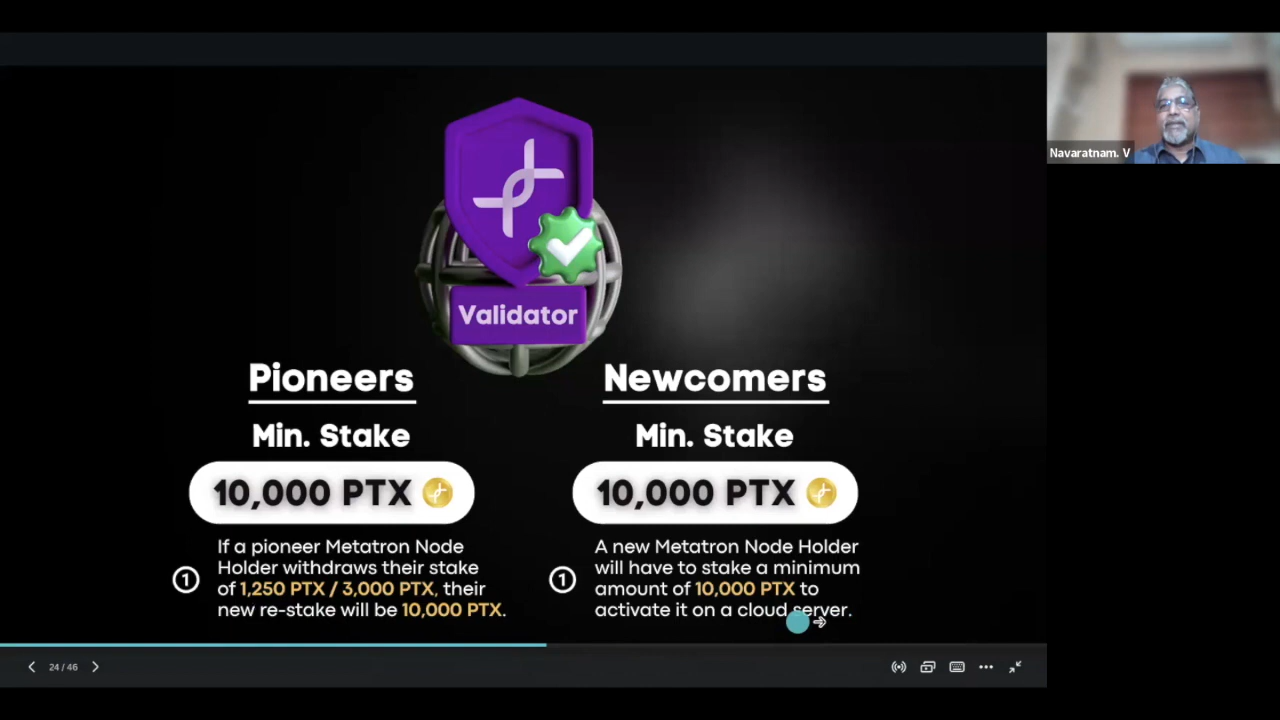 Navaratnam. V
Validator
Pioneers
Min. Stake
10,000 PTX
1
If a pioneer Metatron Node
Holder withdraws their stake
of 1,250 PTX / 3,000 PTX, their
new re-stake will be 10,000 PTX.
Newcomers
Min. Stake
10,000 PTX
1
A new Metatron Node Holder
will have to stake a minimum
amount of 10,000 PTX to
activate it on a cloud server.
24 / 46